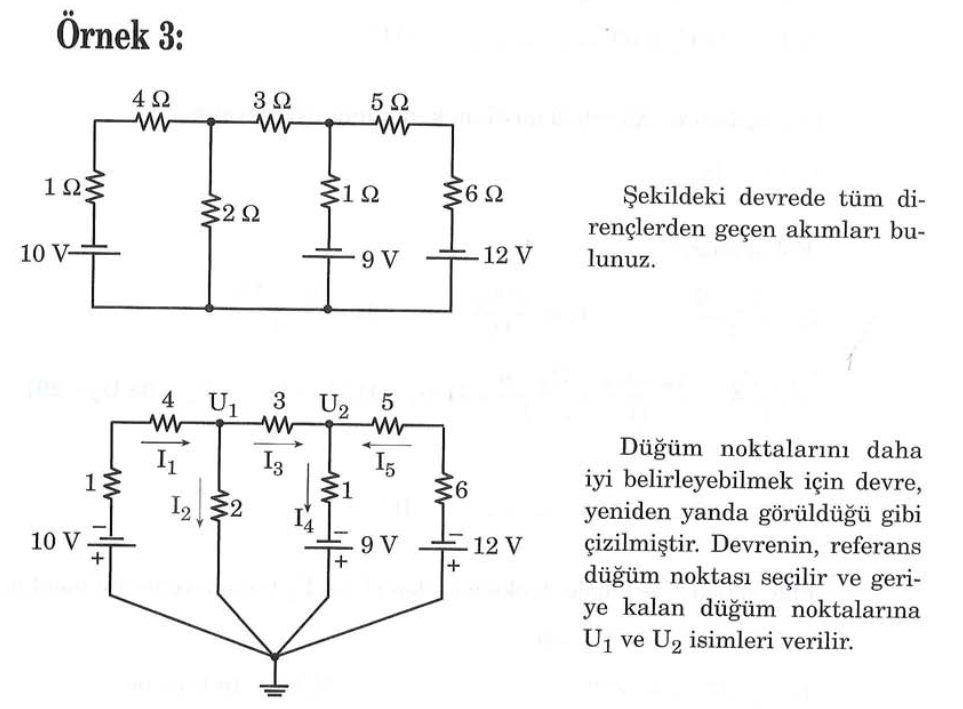 Örnek 3:
4 Ω 3 Ω 5 Ω
1 Ω 2 Ω 1 Ω 6 Ω
10 V 9 V 12 V
Şekildeki devrede tüm di-
rençlerden geçen akımları bu-
lunuz.
4 U1 3 U2 5
I1 I3 I5
1 I2 2 I4 1 6
10 V 9 V 12 V
− + − + − +
Düğüm noktalarını daha
iyi belirleyebilmek için devre,
yeniden yanda görüldüğü gibi
çizilmiştir. Devrenin, referans
düğüm noktası seçilir ve geri-
ye kalan düğüm noktalarına
U1 ve U2 isimleri verilir.